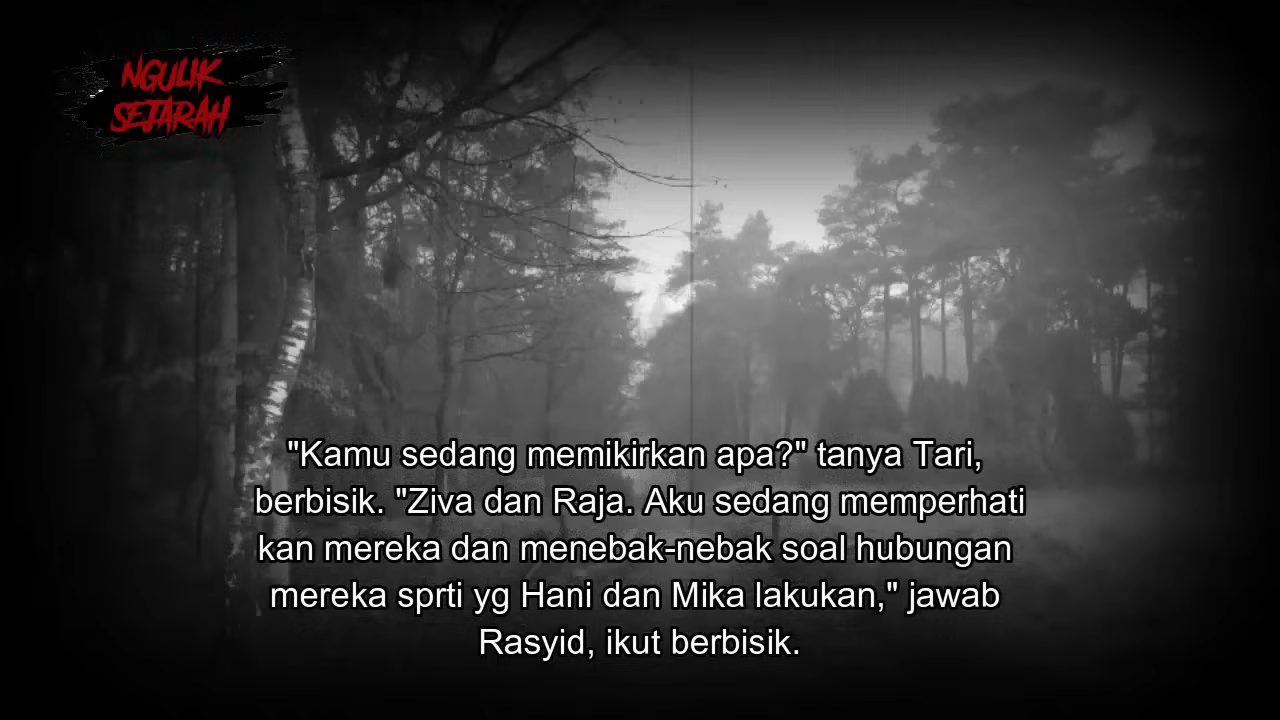 NGULIK
SEJARAH
"Kamu sedang memikirkan apa?" tanya Tari,
berbisik. "Ziva dan Raja. Aku sedang memperhati
kan mereka dan menebak-nebak soal hubungan
mereka sprti yg Hani dan Mika lakukan," jawab
Rasyid, ikut berbisik.